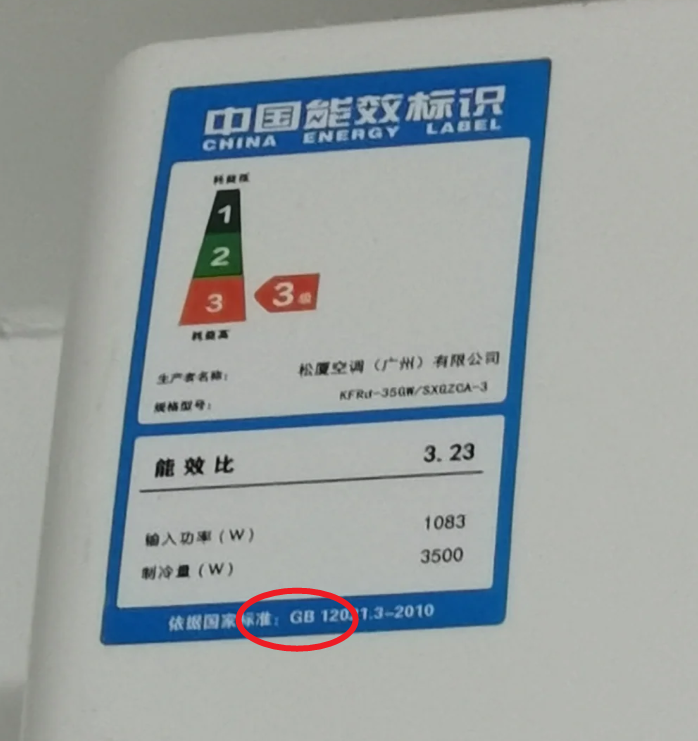 中国能效标识
CHINA ENERGY LABEL
耗能低
1
2
3
3级
耗能高
生产者名称：
松厦空调（广州）有限公司
规格型号：
KFRd-35GW/SXQZCA-3
能效比
3.23
输入功率(W)
1083
制冷量(W)
3500
依据国家标准：GB 12021.3-2010